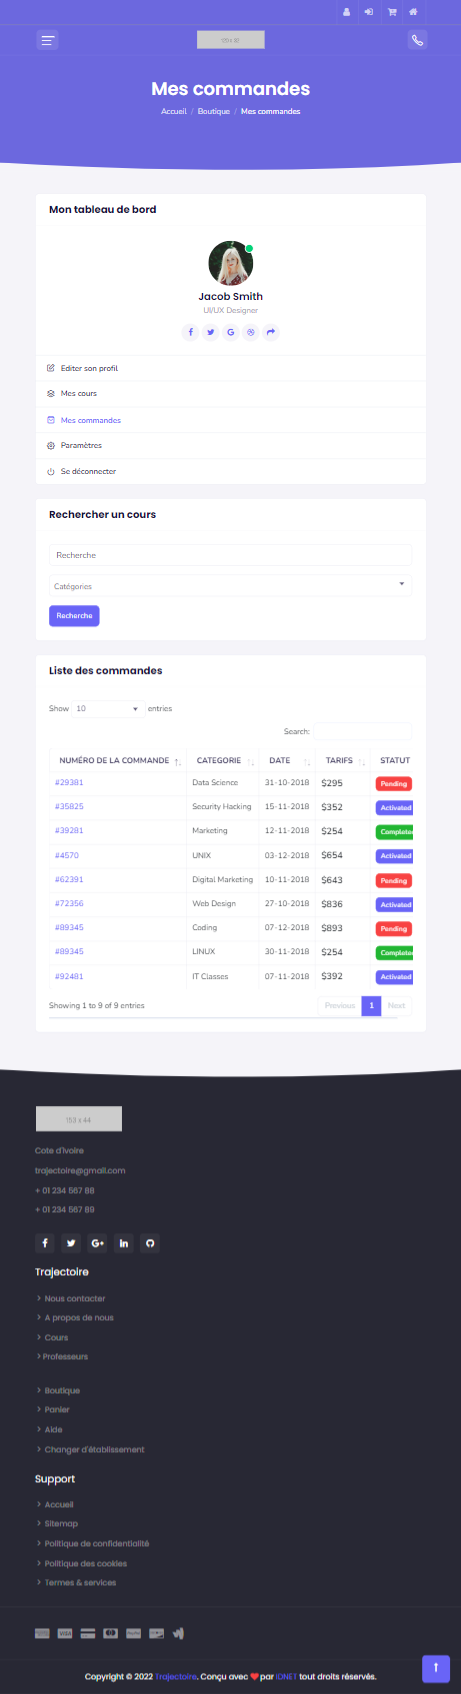 153 x 44
Mes commandes
Accueil / Boutique / Mes commandes
Mon tableau de bord
Jacob Smith
UI/UX Designer
Editer son profil
Mes cours
Mes commandes
Paramètres
Se déconnecter
Rechercher un cours
Recherche
Catégories
Recherche
Liste des commandes
Show 10 entries
Search:
NUMÉRO DE LA COMMANDE CATEGORIE DATE TARIFS STATUT
#29381 Data Science 31-10-2018 $295 Pending
#35825 Security Hacking 15-11-2018 $352 Activated
#39281 Marketing 12-11-2018 $254 Complete
#4570 UNIX 03-12-2018 $654 Activated
#62391 Digital Marketing 10-11-2018 $643 Pending
#72356 Web Design 27-10-2018 $836 Activated
#89345 Coding 07-12-2018 $893 Pending
#89345 LINUX 30-11-2018 $254 Complete
#92481 IT Classes 07-11-2018 $392 Activated
Showing 1 to 9 of 9 entries
Previous 1 Next
153 x 44
Cote d'ivoire
trajectoire@gmail.com
+ 01 234 567 88
+ 01 234 567 89
Trajectoire
Nous contacter
A propos de nous
Cours
Professeurs
Boutique
Panier
Aide
Changer d'établissement
Support
Accueil
Sitemap
Politique de confidentialité
Politique des cookies
Termes & services
VISA
Copyright © 2022 Trajectoire. Conçu avec ❤ par IDNET tout droits réservés.